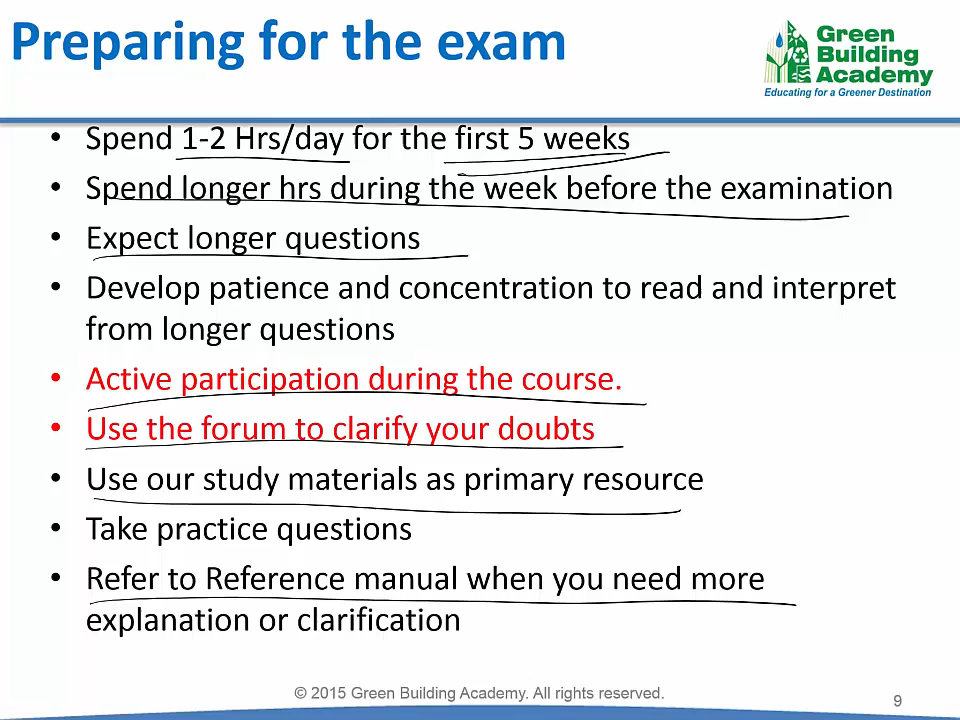 Preparing for the exam
Green
Building
Academy
Educating for a Greener Destination
• Spend 1-2 Hrs/day for the first 5 weeks
• Spend longer hrs during the week before the examination
• Expect longer questions
• Develop patience and concentration to read and interpret
from longer questions
• Active participation during the course.
• Use the forum to clarify your doubts
• Use our study materials as primary resource
• Take practice questions
• Refer to Reference manual when you need more
explanation or clarification
© 2015 Green Building Academy. All rights reserved.
9